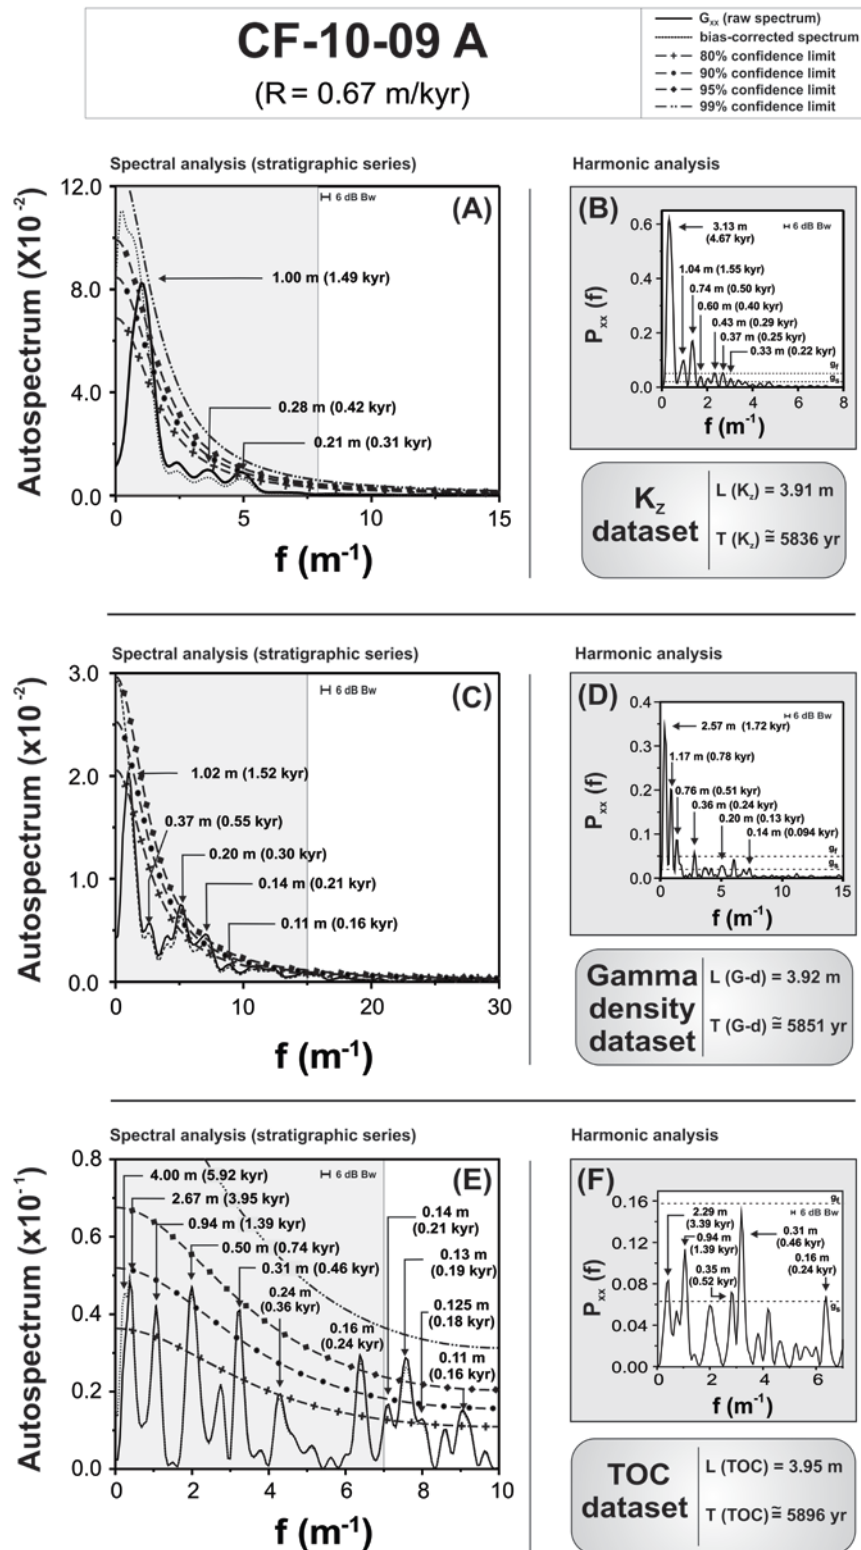 CF-10-09 A
(R = 0.67 m/kyr)
Gxx (raw spectrum)
bias-corrected spectrum
80% confidence limit
90% confidence limit
95% confidence limit
99% confidence limit
Spectral analysis (stratigraphic series)
Harmonic analysis
Autospectrum (X10-2)
12.0
8.0
4.0
0.0
(A)
6 dB Bw
1.00 m (1.49 kyr)
0.28 m (0.42 kyr)
0.21 m (0.31 kyr)
0 5 10 15
f (m-1)
(B)
Pxx (f)
0.6
0.4
0.2
0.0
6 dB Bw
3.13 m
(4.67 kyr)
1.04 m (1.55 kyr)
0.74 m (0.50 kyr)
0.60 m (0.40 kyr)
0.43 m (0.29 kyr)
0.37 m (0.25 kyr)
0.33 m (0.22 kyr)
gf
gs
0 2 4 6 8
f (m-1)
Kz
dataset
L (Kz) = 3.91 m
T (Kz) ≅ 5836 yr
Spectral analysis (stratigraphic series)
Harmonic analysis
Autospectrum (x10-2)
3.0
2.0
1.0
0.0
(C)
6 dB Bw
1.02 m (1.52 kyr)
0.37 m (0.55 kyr)
0.20 m (0.30 kyr)
0.14 m (0.21 kyr)
0.11 m (0.16 kyr)
0 10 20 30
f (m-1)
(D)
Pxx (f)
0.4
0.3
0.2
0.1
0.0
6 dB Bw
2.57 m (1.72 kyr)
1.17 m (0.78 kyr)
0.76 m (0.51 kyr)
0.36 m (0.24 kyr)
0.20 m (0.13 kyr)
0.14 m (0.094 kyr)
gf
gs
0 5 10 15
f (m-1)
Gamma
density
dataset
L (G-d) = 3.92 m
T (G-d) ≅ 5851 yr
Spectral analysis (stratigraphic series)
Harmonic analysis
Autospectrum (x10-1)
0.8
0.6
0.4
0.2
0.0
(E)
6 dB Bw
4.00 m (5.92 kyr)
2.67 m (3.95 kyr)
0.94 m (1.39 kyr)
0.50 m (0.74 kyr)
0.31 m (0.46 kyr)
0.24 m
(0.36 kyr)
0.16 m
(0.24 kyr)
0.14 m
(0.21 kyr)
0.13 m
(0.19 kyr)
0.125 m
(0.18 kyr)
0.11 m
(0.16 kyr)
0 2 4 6 8 10
f (m-1)
(F)
Pxx (f)
0.16
0.12
0.08
0.04
0.00
gf
6 dB Bw
2.29 m
(3.39 kyr)
0.94 m
(1.39 kyr)
0.35 m
(0.52 kyr)
0.31 m
(0.46 kyr)
0.16 m
(0.24 kyr)
gs
0 2 4 6
f (m-1)
TOC
dataset
L (TOC) = 3.95 m
T (TOC) ≅ 5896 yr